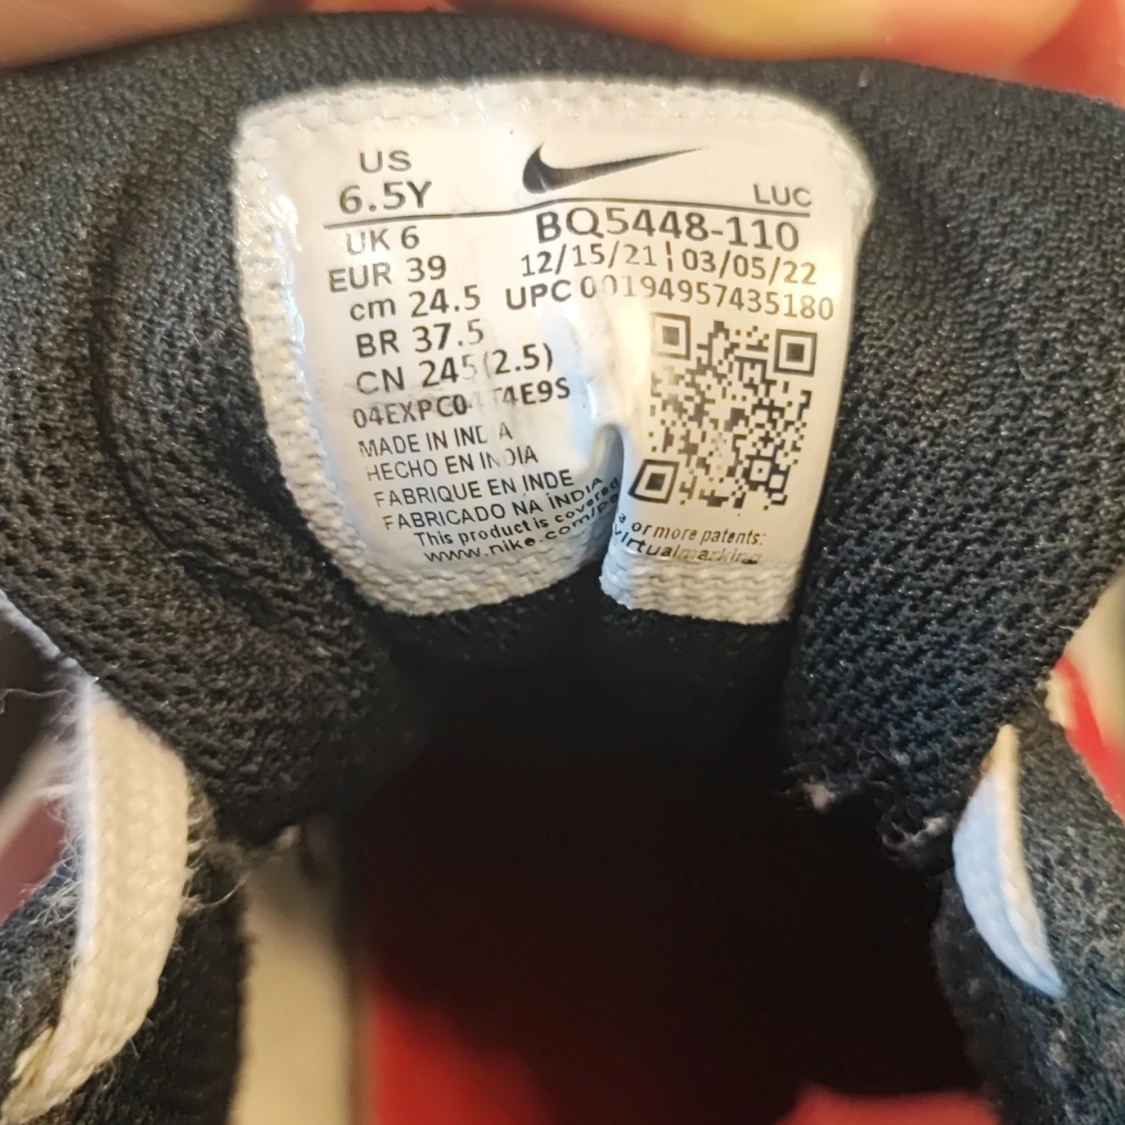 US
6.5Y
LUC
UK 6
BQ5448-110
EUR 39
12/15/21 ¦ 03/05/22
cm 24.5
UPC 00194957435180
BR 37.5
CN 245 (2.5)
MADE IN INDIA
HECHO EN INDIA
FABRIQUE EN INDE
FABRICADO NA ÍNDIA
This product is covered or more patents:
www.nike.com/ virtualmarking